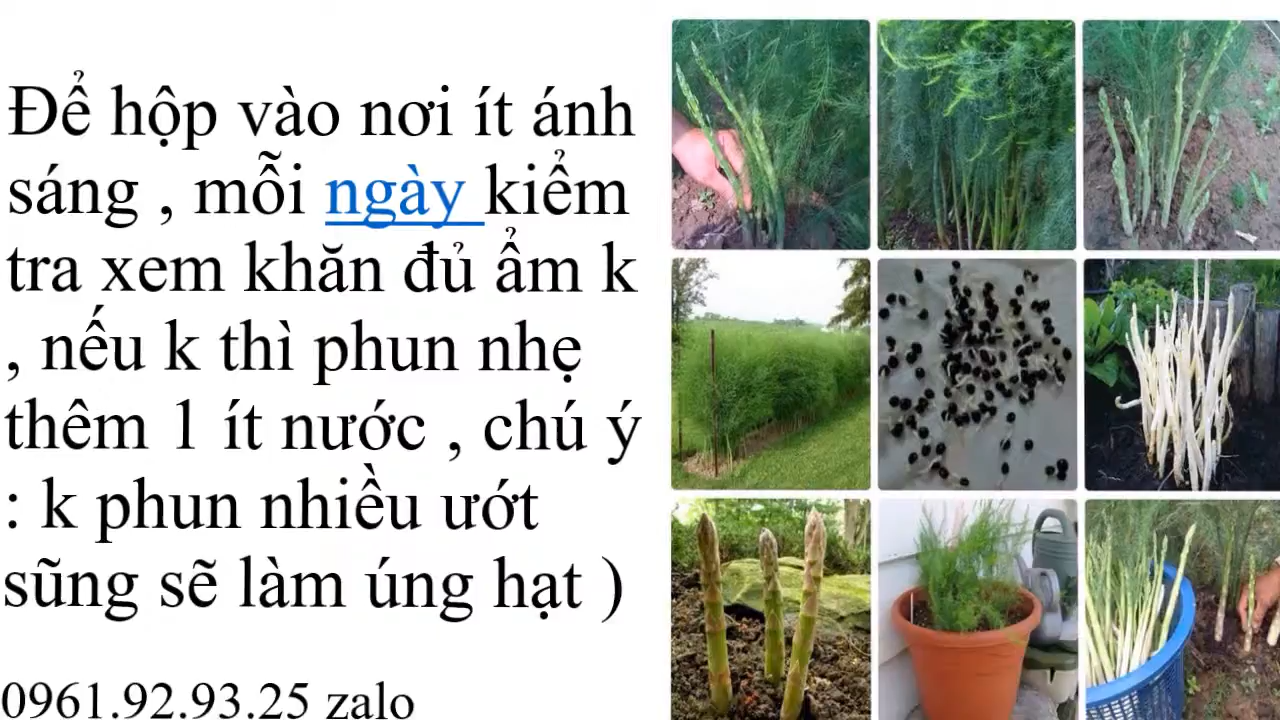 Để hộp vào nơi ít ánh
sáng , mỗi ngày kiểm
tra xem khăn đủ ẩm k
, nếu k thì phun nhẹ
thêm 1 ít nước , chú ý
: k phun nhiều ướt
sũng sẽ làm úng hạt )
0961.92.93.25 zalo